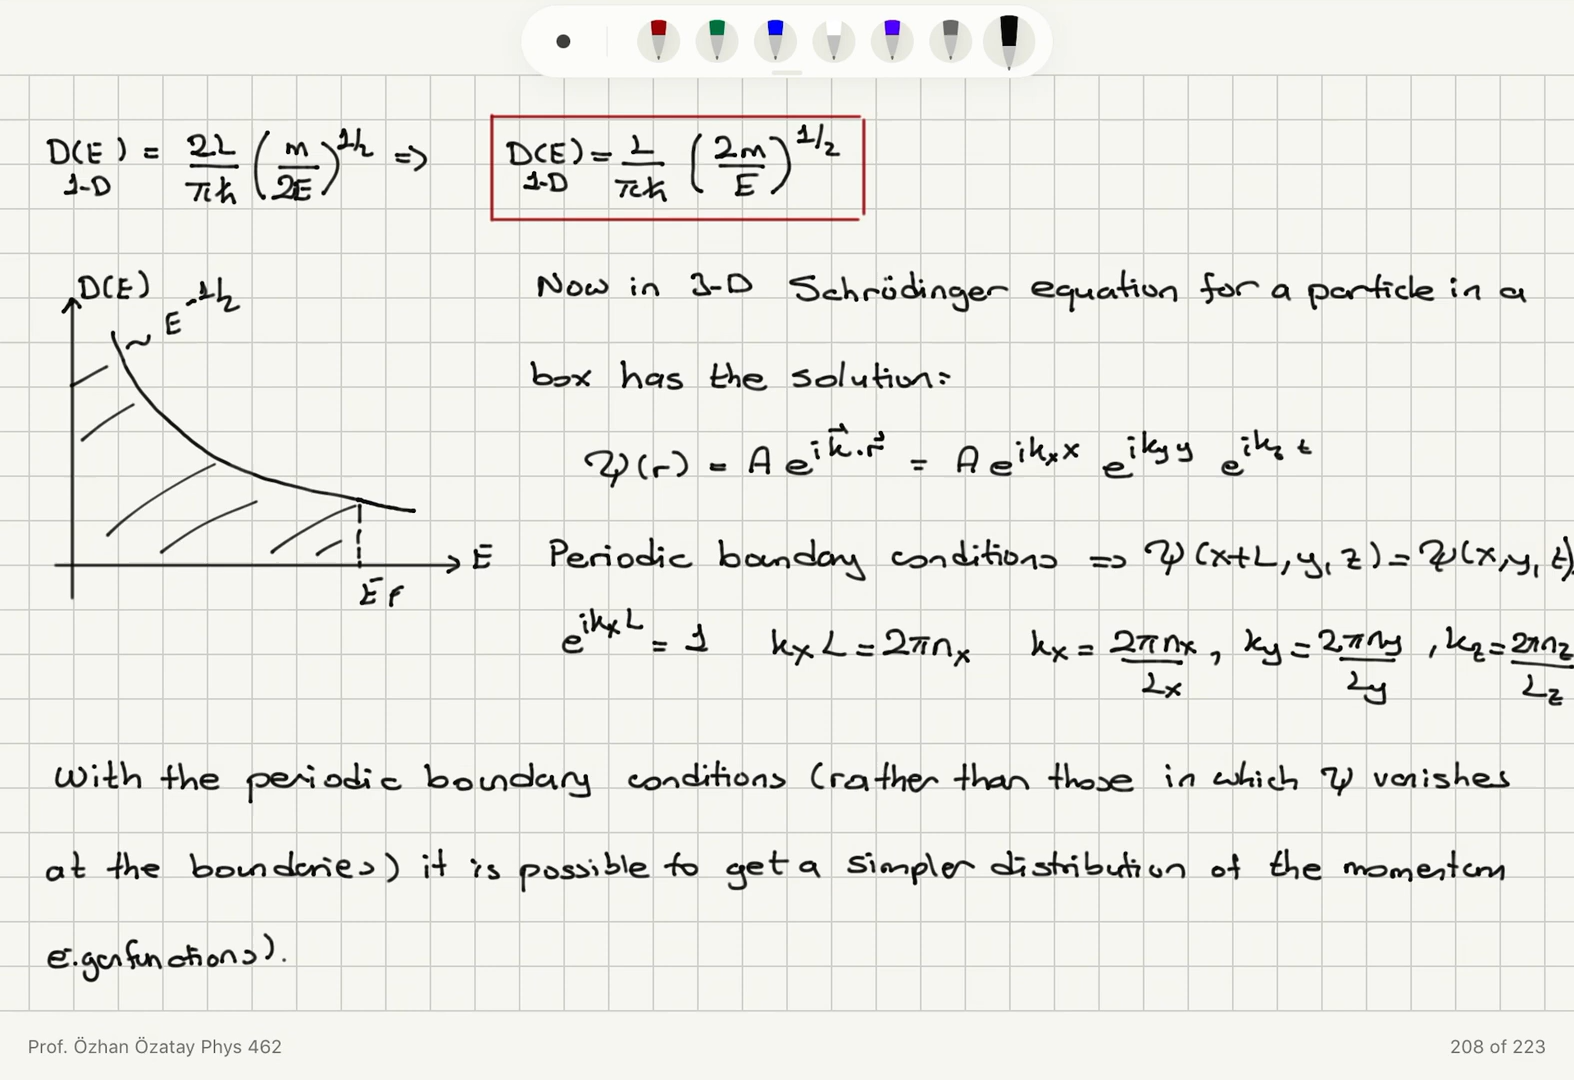 D(E) = 2L/πħ (m/2E)^1/2 => D(E) = L/πħ (2m/E)^1/2
1-D 1-D
D(E)
~ E^-1/2
E
EF
Now in 3-D Schrödinger equation for a particle in a
box has the solution:
ψ(r) = A e^{i k⃗.r⃗} = A e^{ikx x} e^{iky y} e^{ikz z}
Periodic bounday conditions => ψ(x+L, y, z) = ψ(x, y, z)
e^{ikx L} = 1 kx L = 2πnx kx = 2πnx/Lx , ky = 2πny/Ly , kz = 2πnz/Lz
with the periodic boundary conditions (rather than those in which ψ vanishes
at the boundaries) it is possible to get a simpler distribution of the momentum
eigenfunctions).
Prof. Özhan Özatay Phys 462
208 of 223